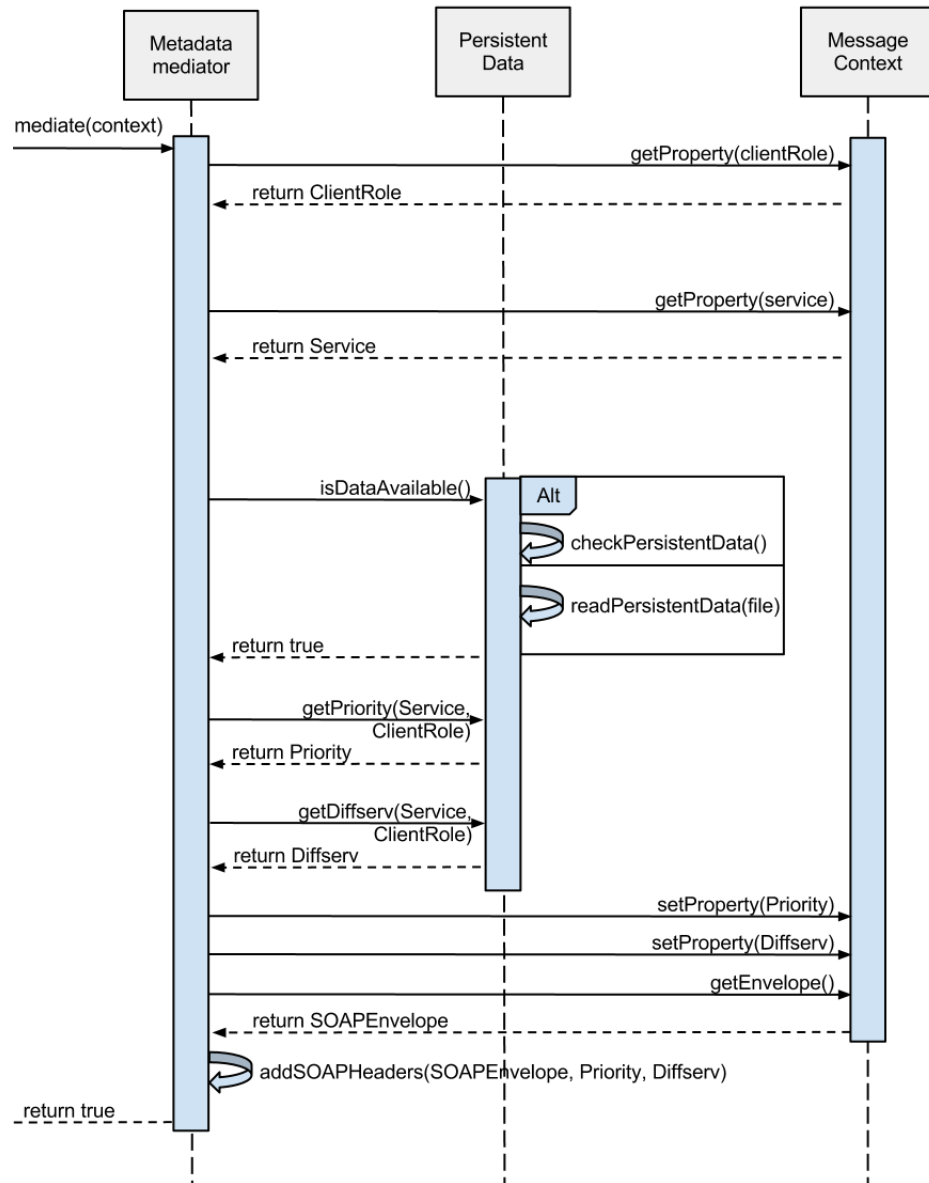 Metadada
mediator
Persistent
Data
Message
Context
mediate(context)
getProperty(clientRole)
return ClientRole
getProperty(service)
return Service
isDataAvailable()
Alt
checkPersistentData()
readPersistentData(file)
return true
getPriority(Service,
ClientRole)
return Priority
getDiffserv(Service,
ClientRole)
return Diffserv
setProperty(Priority)
setProperty(Diffserv)
getEnvelope()
return SOAPEnvelope
addSOAPHeaders(SOAPEnvelope, Priority, Diffserv)
return true